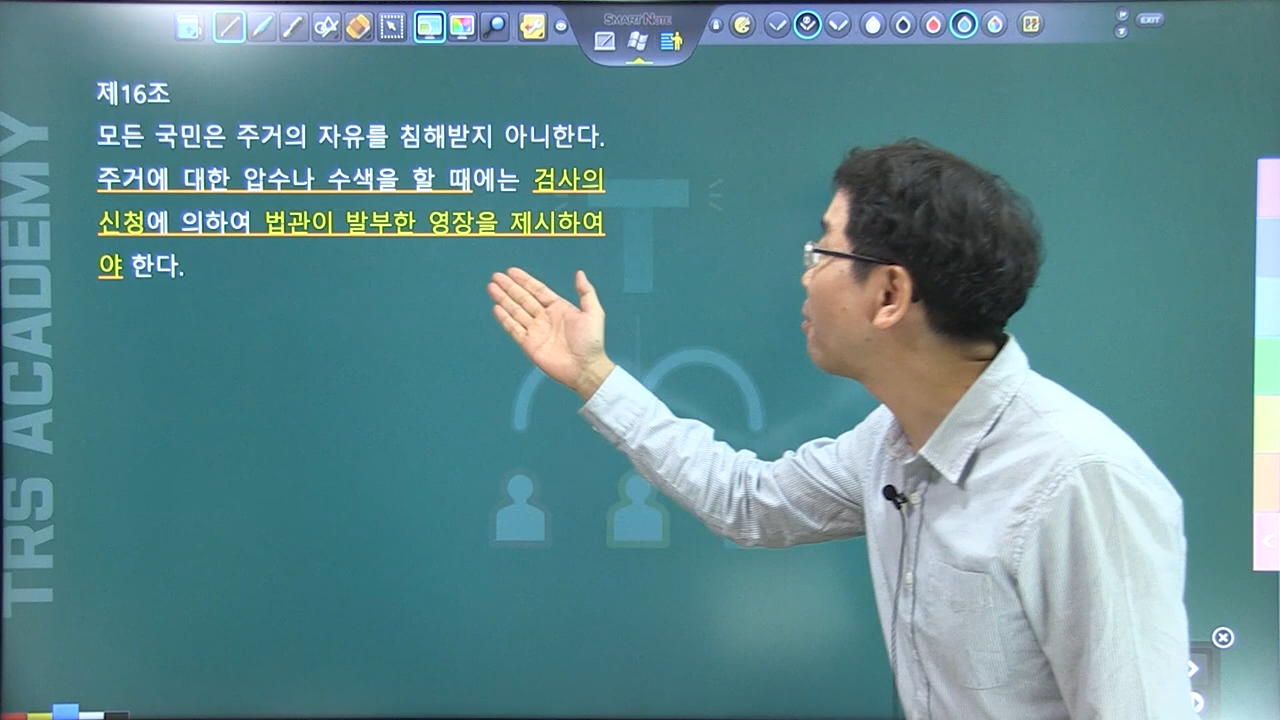 SMART NOTE
EXIT
제16조
모든 국민은 주거의 자유를 침해받지 아니한다.
주거에 대한 압수나 수색을 할 때에는 검사의
신청에 의하여 법관이 발부한 영장을 제시하여
야 한다.
TRS ACADEMY